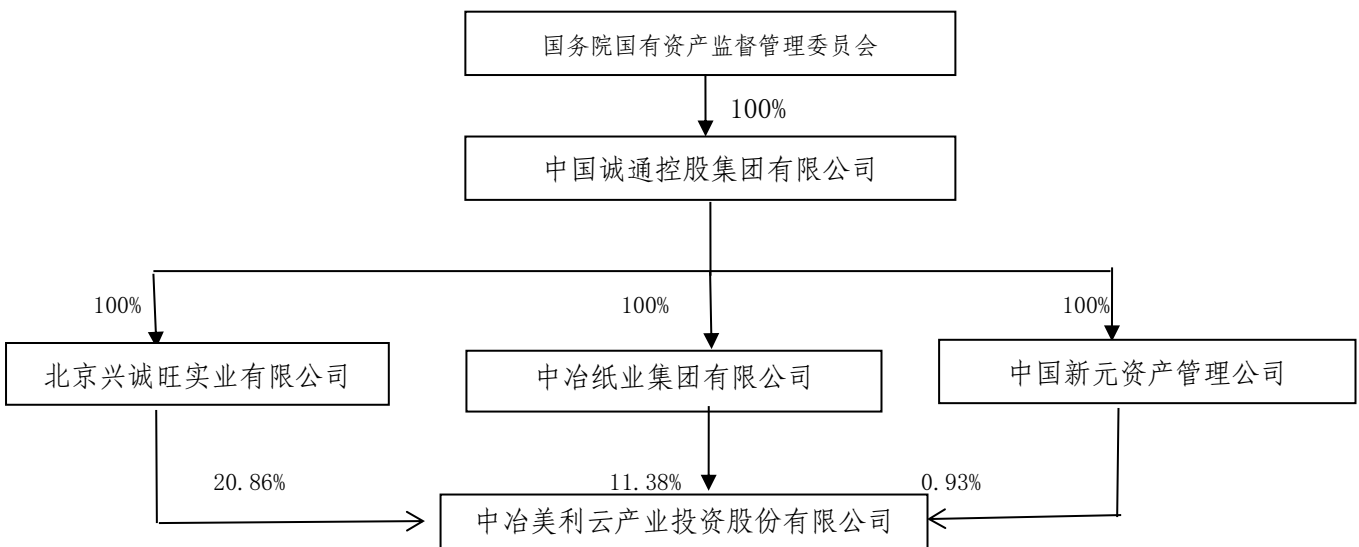 国务院国有资产监督管理委员会
100%
中国诚通控股集团有限公司
100%
100%
100%
北京兴诚旺实业有限公司
中冶纸业集团有限公司
中国新元资产管理公司
20.86%
11.38%
0.93%
中冶美利云产业投资股份有限公司